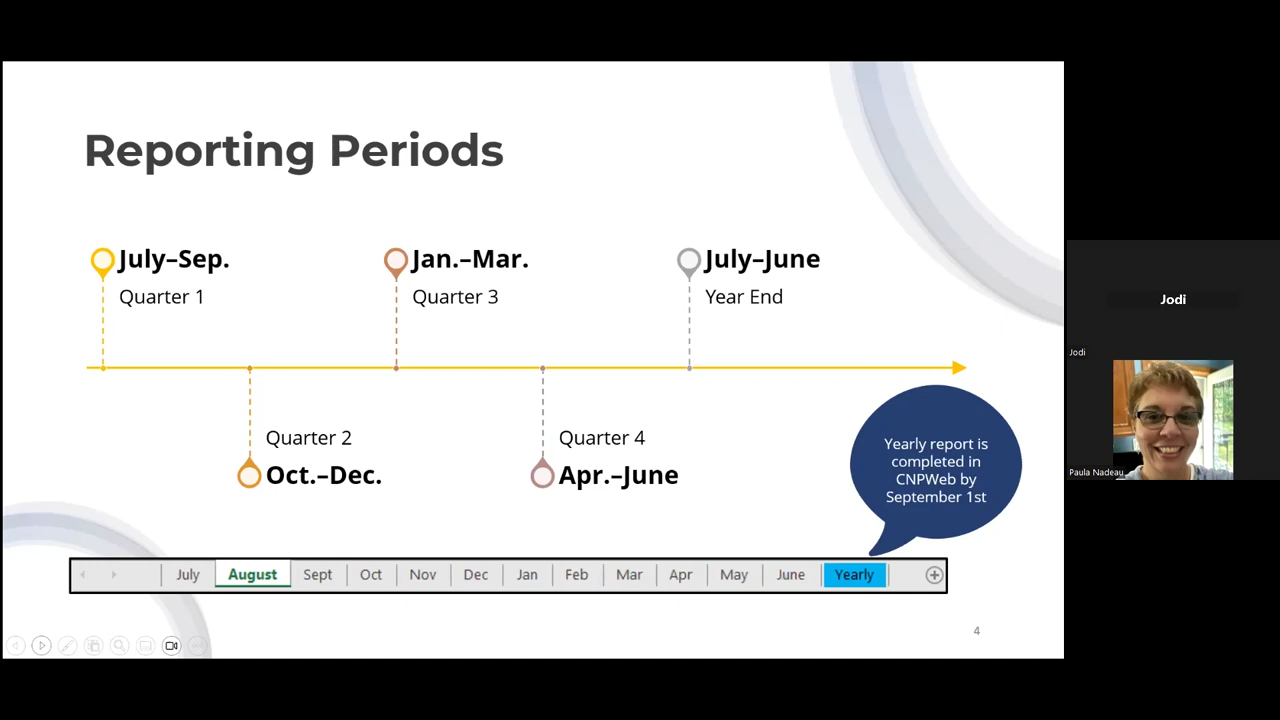 Reporting Periods
July–Sep.
Quarter 1
Jan.–Mar.
Quarter 3
July–June
Year End
Quarter 2
Oct.–Dec.
Quarter 4
Apr.–June
Yearly report is
completed in
CNPWeb by
September 1st
July August Sept Oct Nov Dec Jan Feb Mar Apr May June Yearly
4
Jodi
Jodi
Paula Nadeau